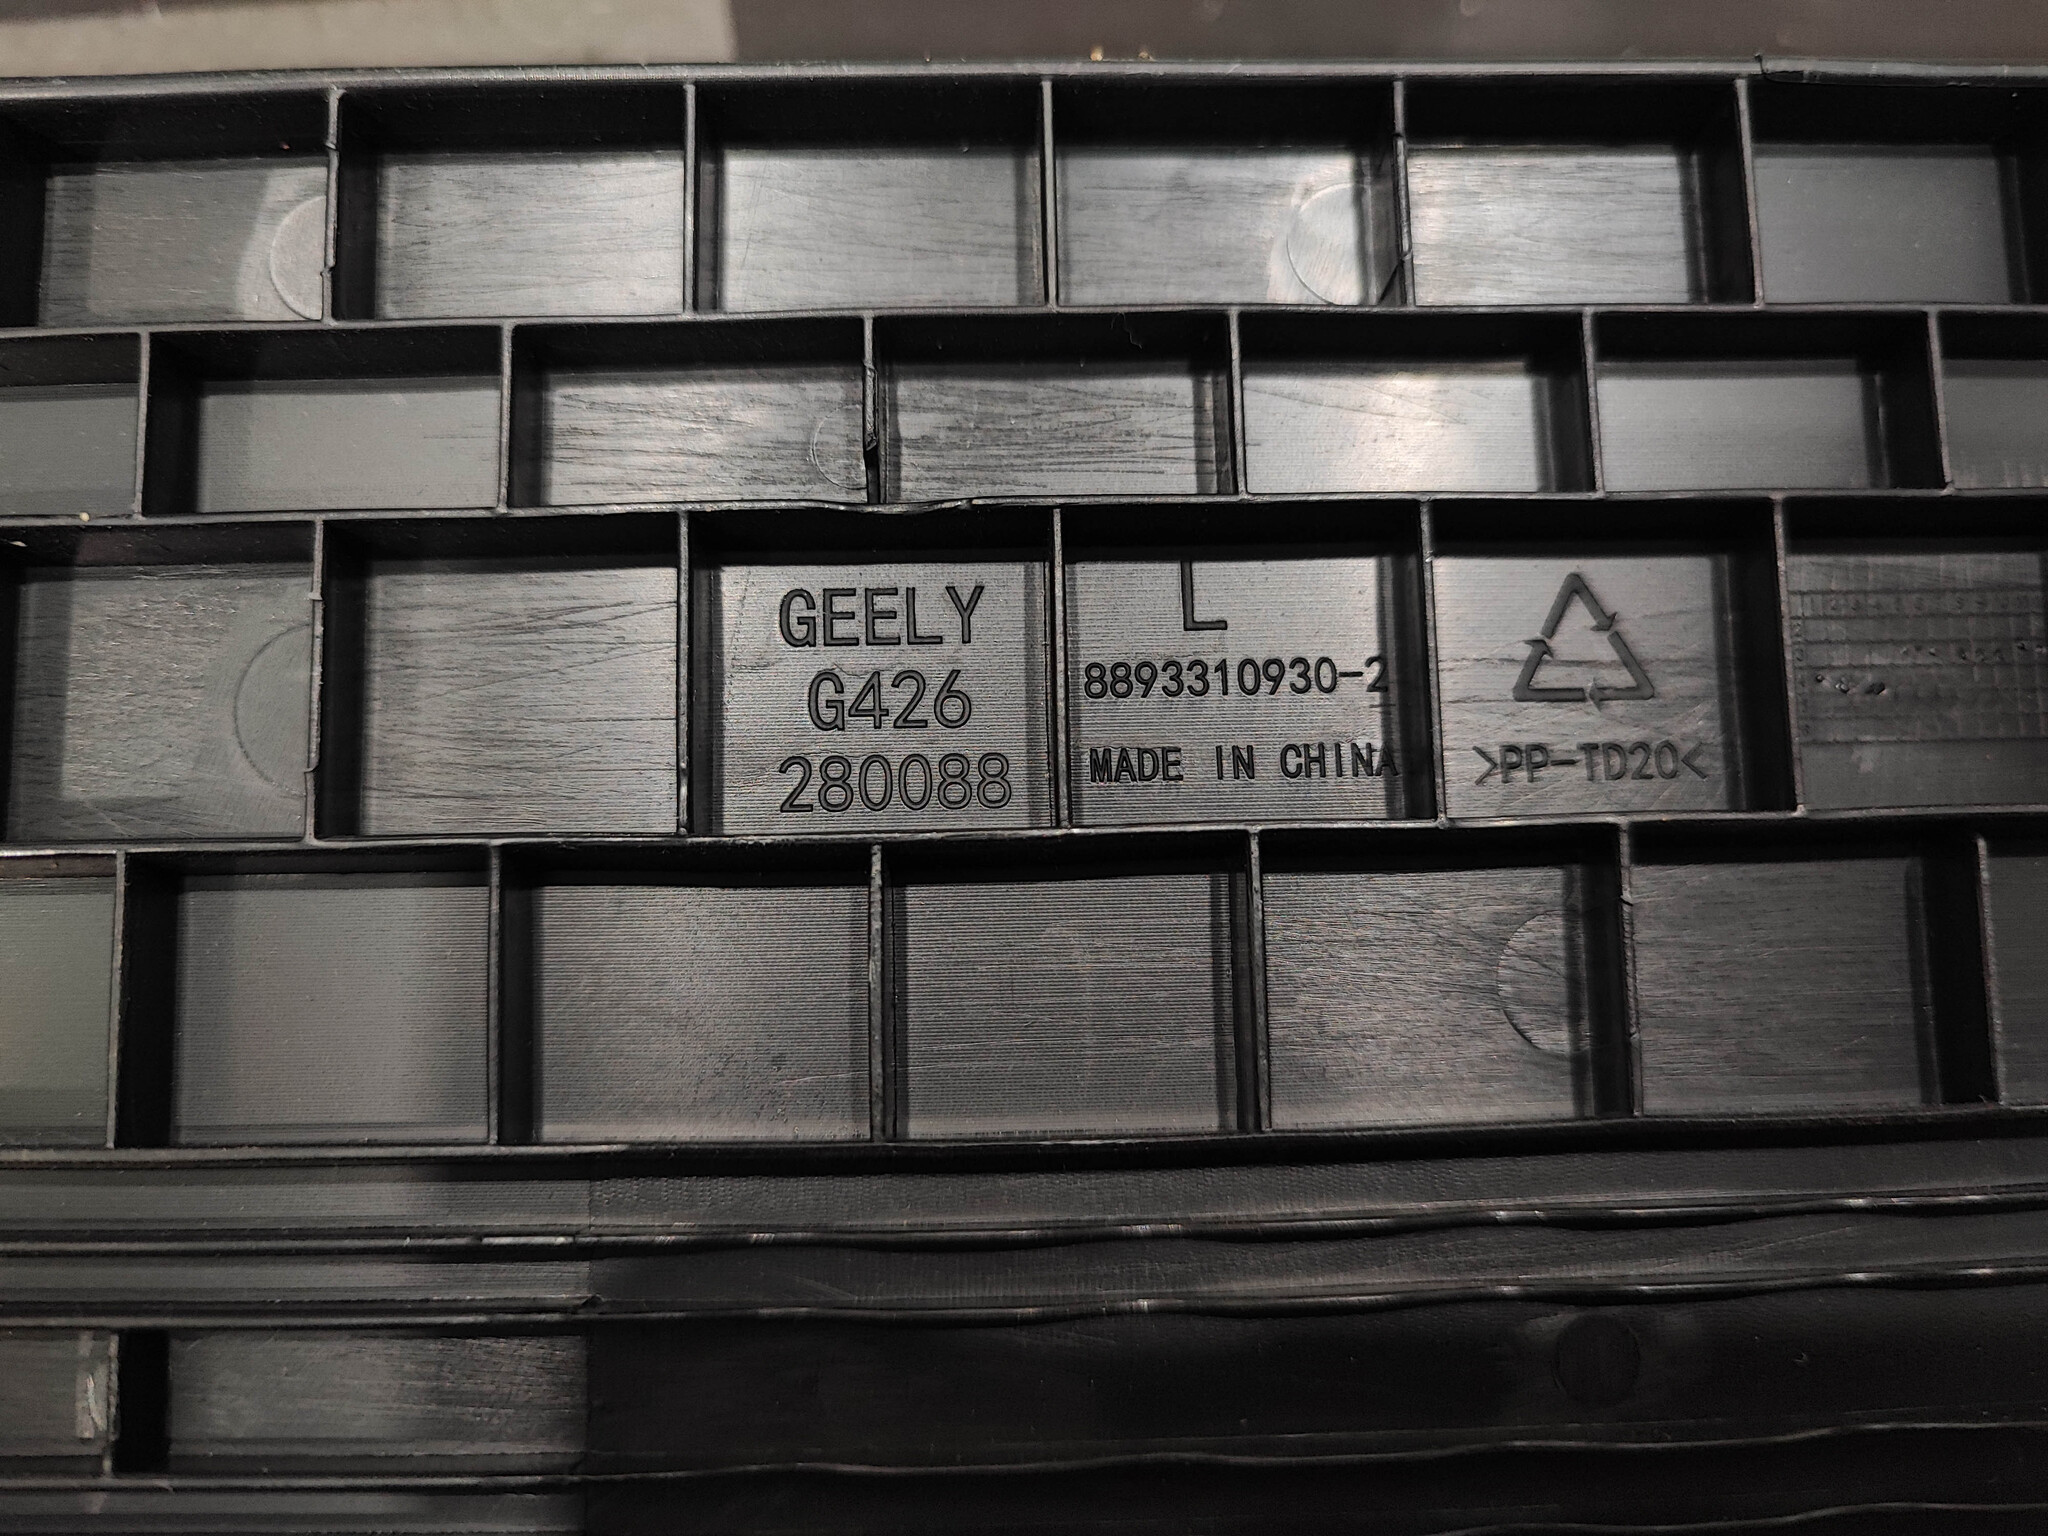 GEELY
G426
280088
L
8893310930-2
MADE IN CHINA
>PP-TD20<